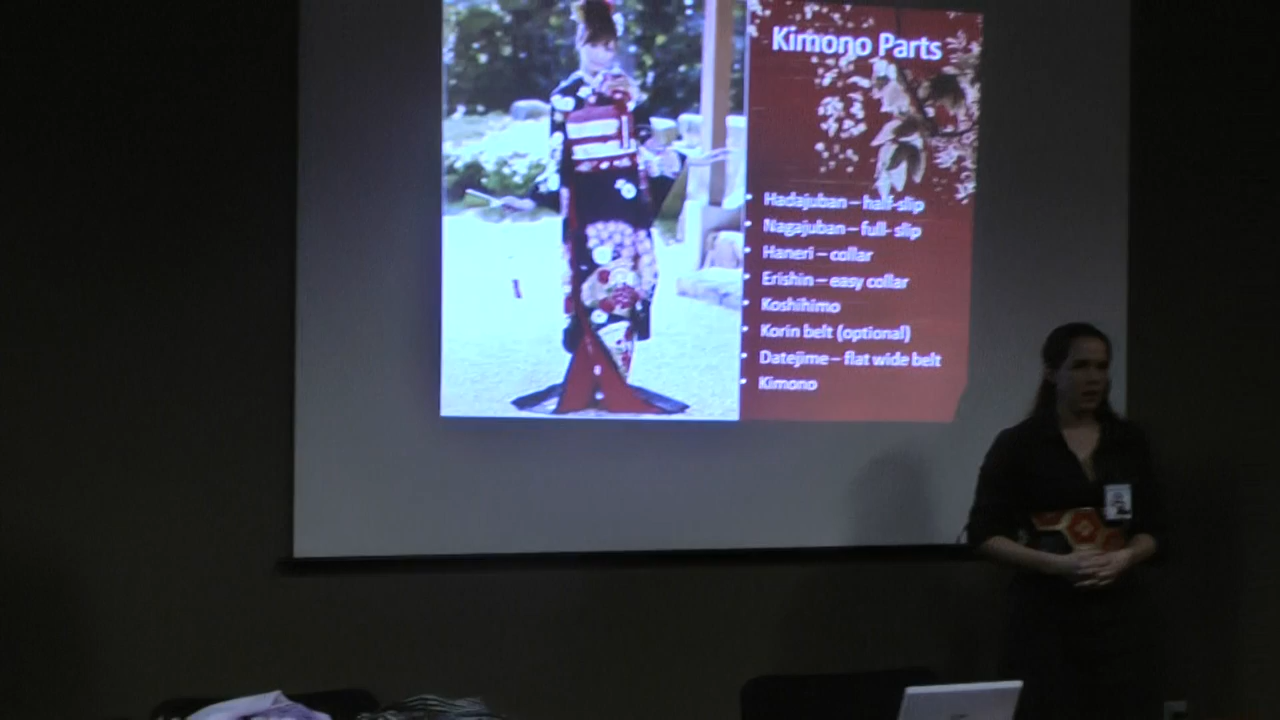 Kimono Parts
• Hadajuban – half-slip
• Nagajuban – full- slip
• Haneri – collar
• Erishin – easy collar
• Koshihimo
• Korin belt (optional)
• Datejime – flat wide belt
• Kimono